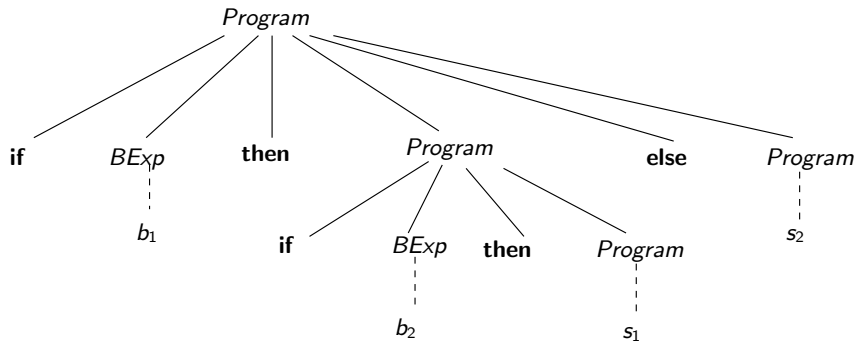 Program
if BExp then Program else Program
b₁ if BExp then Program s₂
b₂ s₁